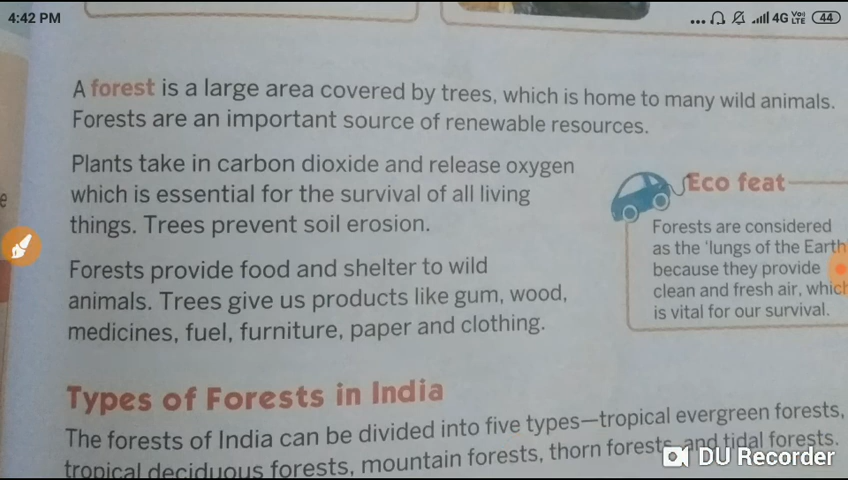 4:42 PM
... 4G Vo) LTE 44
A forest is a large area covered by trees, which is home to many wild animals.
Forests are an important source of renewable resources.
Plants take in carbon dioxide and release oxygen
which is essential for the survival of all living
things. Trees prevent soil erosion.
Forests provide food and shelter to wild
animals. Trees give us products like gum, wood,
medicines, fuel, furniture, paper and clothing.
Eco feat
Forests are considered
as the 'lungs of the Earth
because they provide
clean and fresh air, which
is vital for our survival.
Types of Forests in India
The forests of India can be divided into five types—tropical evergreen forests,
tropical deciduous forests, mountain forests, thorn forests and tidal forests.
DU Recorder